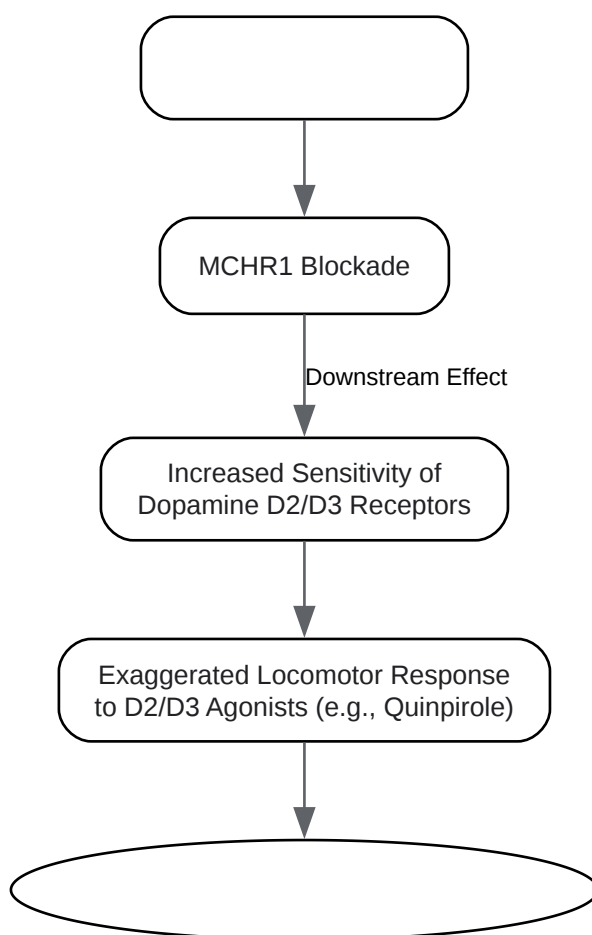 MCHR1 Blockade
Downstream Effect
Increased Sensitivity of
Dopamine D2/D3 Receptors
Exaggerated Locomotor Response
to D2/D3 Agonists (e.g., Quinpirole)